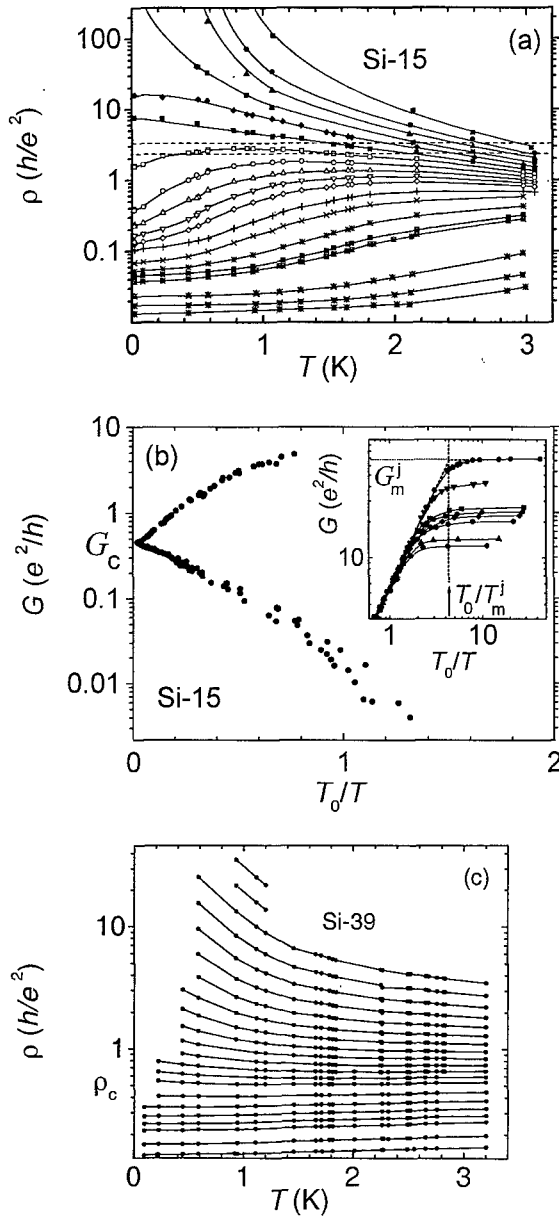 (a)
Si-15
100
10
1
0.1
ρ (h/e²)
0 1 2 3
T (K)
(b)
10
1
G_c
0.1
0.01
G (e²/h)
Si-15
0 1 2
T₀/T
G_m^j
G (e²/h)
10
T₀/T_m^j
1 10
T₀/T
(c)
Si-39
10
1
ρ_c
ρ (h/e²)
0 1 2 3
T (K)